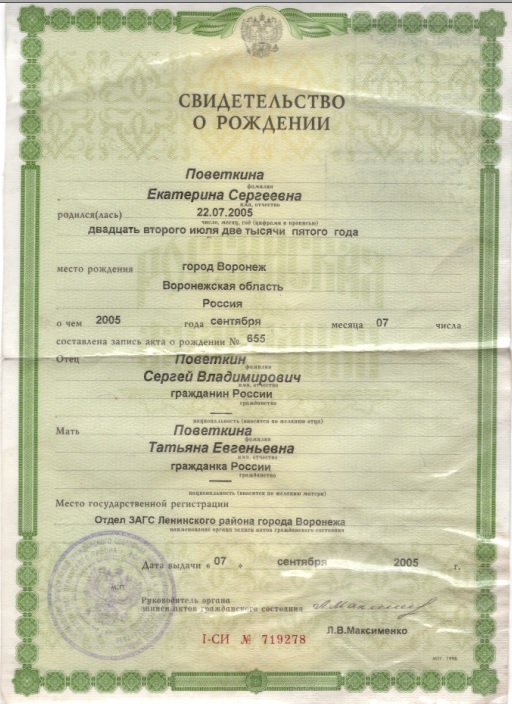 СВИДЕТЕЛЬСТВО
О РОЖДЕНИИ
Поветкина
фамилия
Екатерина Сергеевна
имя, отчество
родился(лась) 22.07.2005
число, месяц, год (цифрами и прописью)
двадцать второго июля две тысячи пятого года
место рождения город Воронеж
Воронежская область
Россия
о чем 2005 года сентября месяца 07 числа
составлена запись акта о рождении № 655
Отец Поветкин
фамилия
Сергей Владимирович
имя, отчество
гражданин России
гражданство
национальность (вносится по желанию отца)
Мать Поветкина
фамилия
Татьяна Евгеньевна
имя, отчество
гражданка России
гражданство
национальность (вносится по желанию матери)
Место государственной регистрации
Отдел ЗАГС Ленинского района города Воронежа
наименование органа записи актов гражданского состояния
Дата выдачи « 07 » сентября 2005 г.
М.П.
Руководитель органа
записи актов гражданского состояния
Л.В.Максименко
I-СИ № 719278